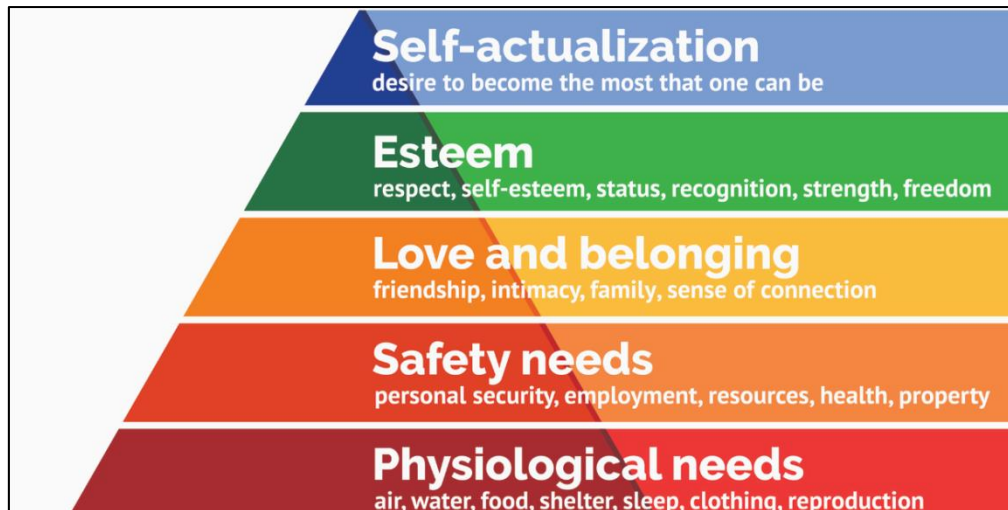 Self-actualization
desire to become the most that one can be
Esteem
respect, self-esteem, status, recognition, strength, freedom
Love and belonging
friendship, intimacy, family, sense of connection
Safety needs
personal security, employment, resources, health, property
Physiological needs
air, water, food, shelter, sleep, clothing, reproduction